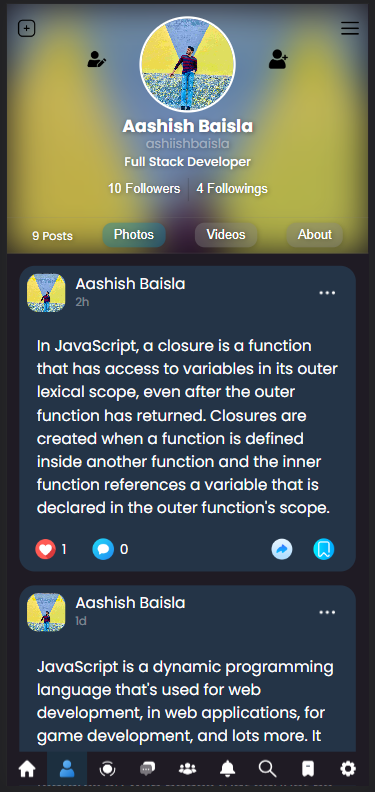 Aashish Baisla
ashiishbaisla
Full Stack Developer
10 Followers 4 Followings
9 Posts Photos Videos About
Aashish Baisla
2h
In JavaScript, a closure is a function
that has access to variables in its outer
lexical scope, even after the outer
function has returned. Closures are
created when a function is defined
inside another function and the inner
function references a variable that is
declared in the outer function's scope.
1 0
Aashish Baisla
1d
JavaScript is a dynamic programming
language that's used for web
development, in web applications, for
game development, and lots more. It